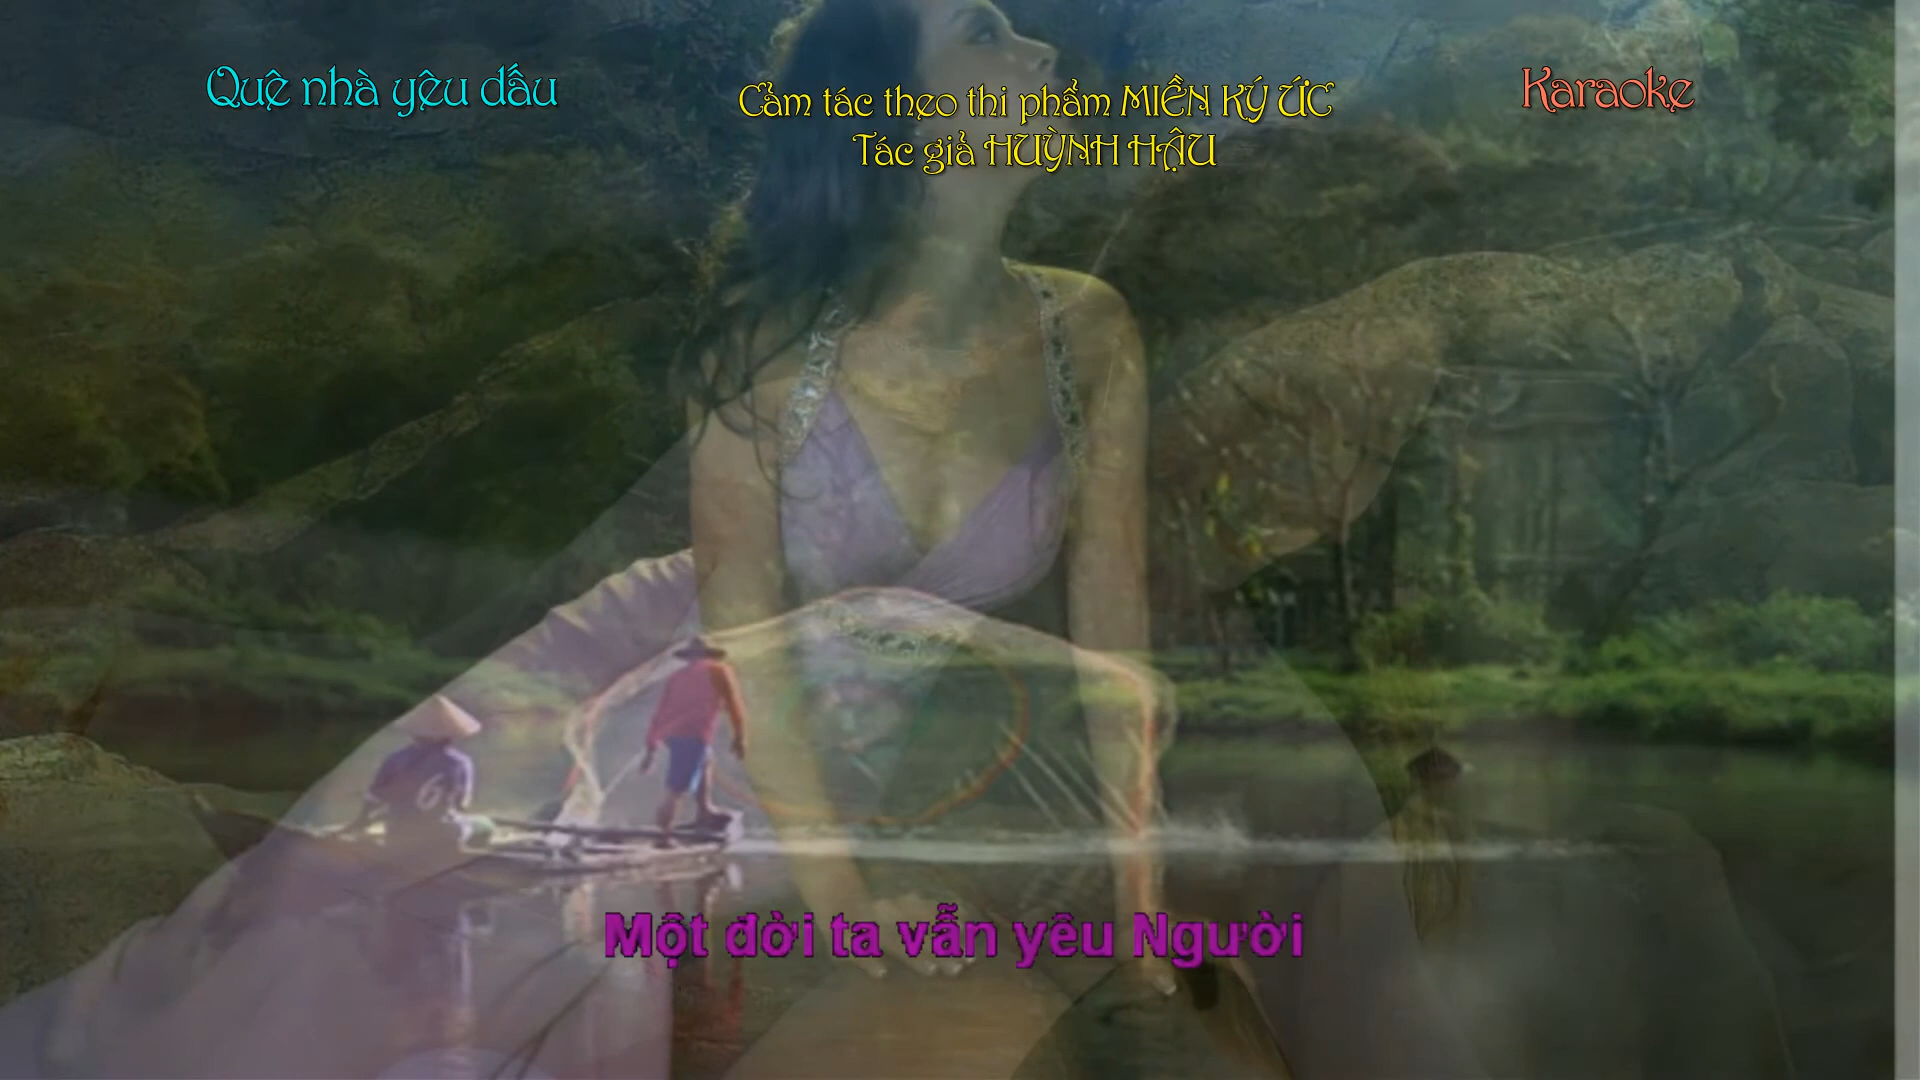 Quê nhà yêu dấu
Cảm tác theo thi phẩm MIỀN KÝ ỨC
Tác giả HUỲNH HẬU
Karaoke
6
Một đời ta vẫn yêu Người